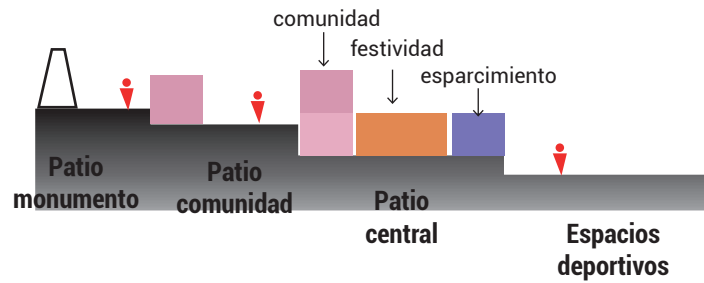 comunidad
festividad
esparcimiento
Patio
monumento
Patio
comunidad
Patio
central
Espacios
deportivos